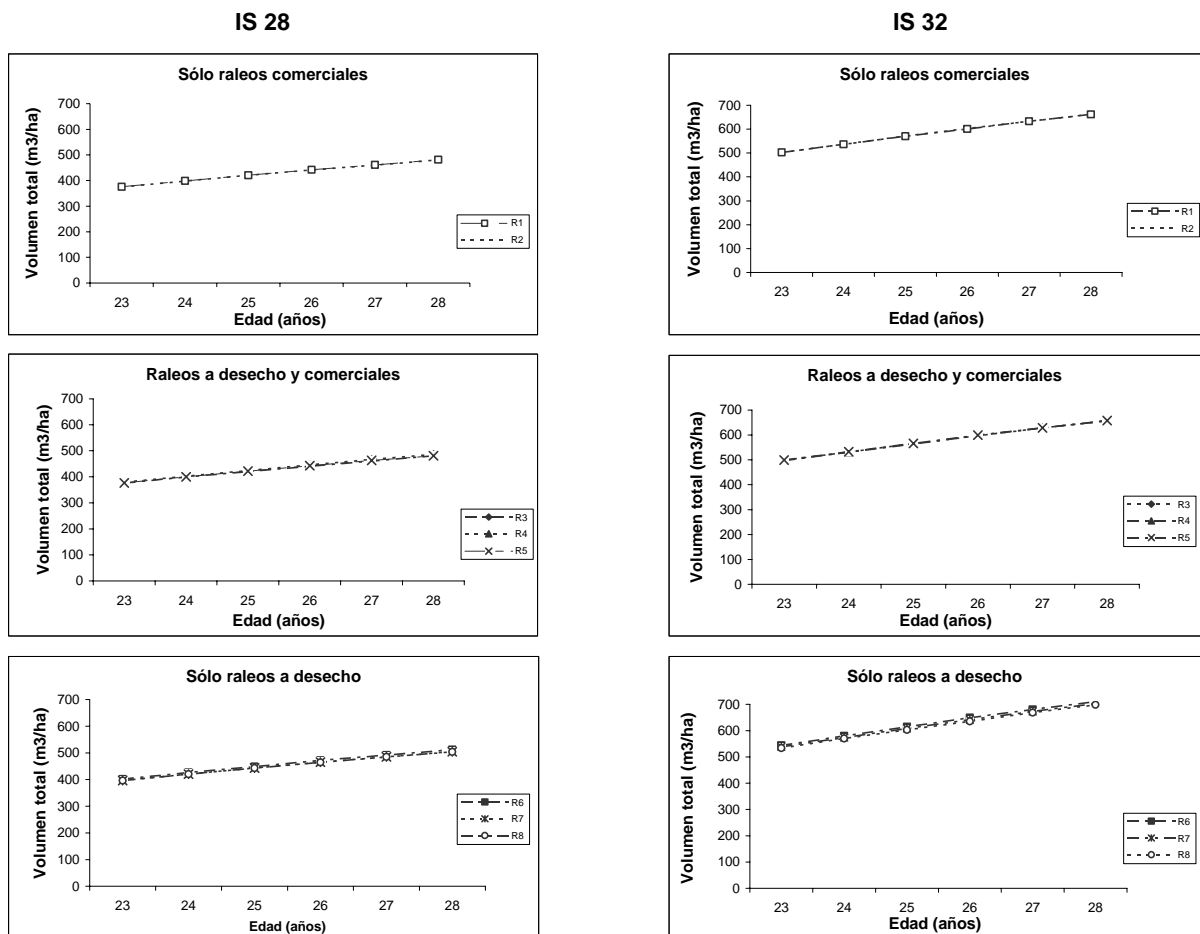 IS 28
IS 32
Sólo raleos comerciales
Volumen total (m3/ha)
700
600
500
400
300
200
100
0
23 24 25 26 27 28
Edad (años)
R1
R2
Sólo raleos comerciales
Volumen total (m3/ha)
700
600
500
400
300
200
100
0
23 24 25 26 27 28
Edad (años)
R1
R2
Raleos a desecho y comerciales
Volumen total (m3/ha)
700
600
500
400
300
200
100
0
23 24 25 26 27 28
Edad (años)
R3
R4
R5
Raleos a desecho y comerciales
Volumen total (m3/ha)
700
600
500
400
300
200
100
0
23 24 25 26 27 28
Edad (años)
R3
R4
R5
Sólo raleos a desecho
Volumen total (m3/ha)
700
600
500
400
300
200
100
0
23 24 25 26 27 28
Edad (años)
R6
R7
R8
Sólo raleos a desecho
Volumen total (m3/ha)
700
600
500
400
300
200
100
0
23 24 25 26 27 28
Edad (años)
R6
R7
R8